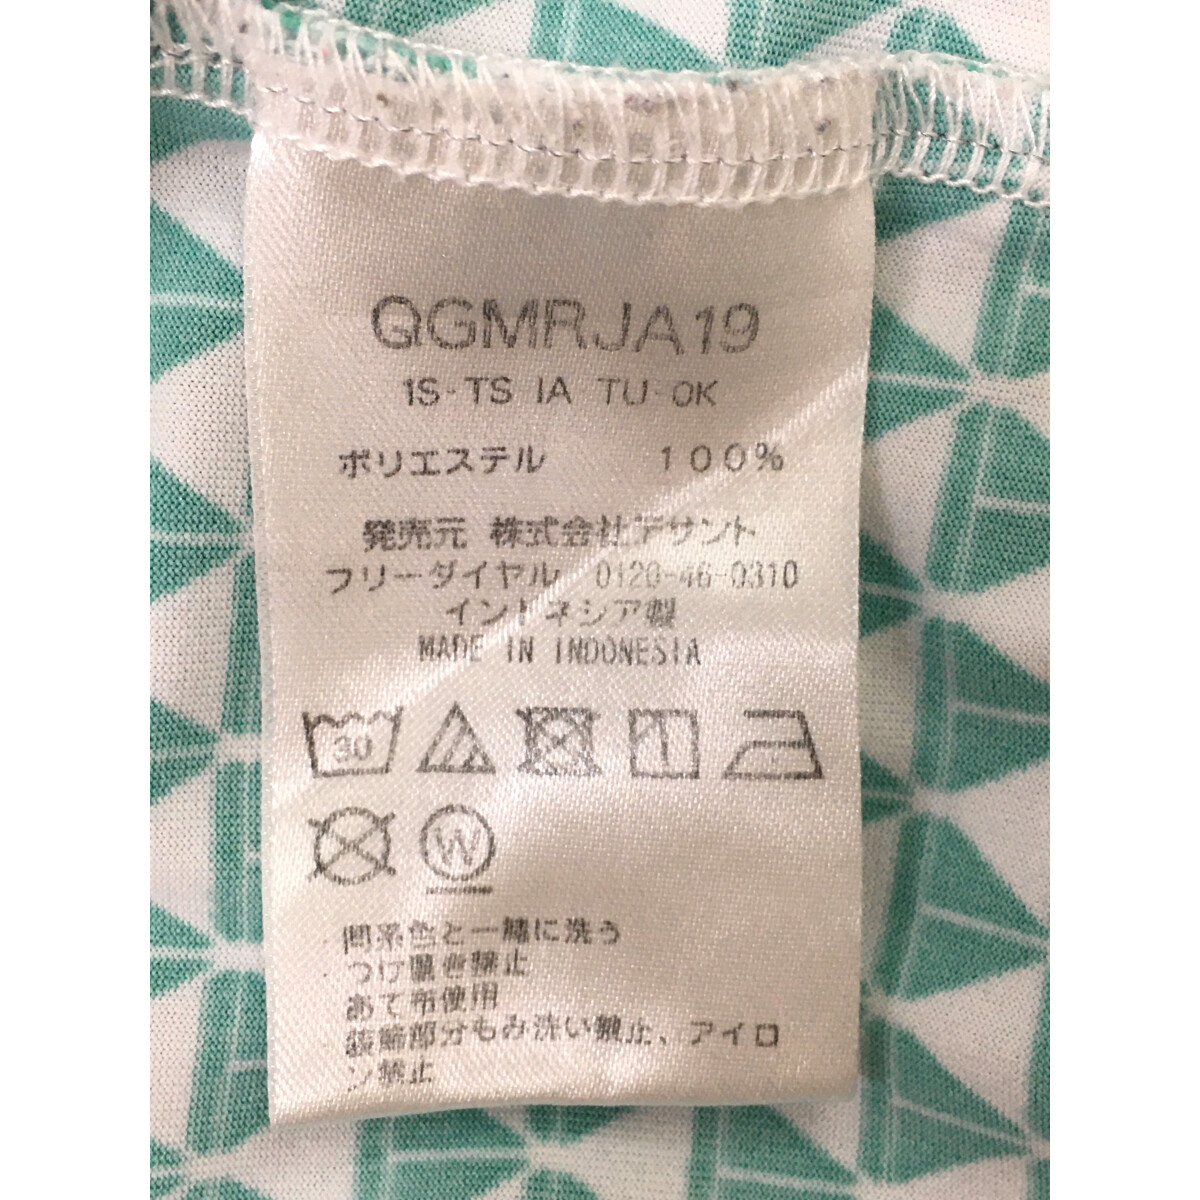 QGMRJA19
1S-TS IA TU-OK
ポリエステル 100%
発売元 株式会社デサント
フリーダイヤル 0120-46-0310
インドネシア製
MADE IN INDONESIA
30
W
同系色と一緒に洗う
つけ置き禁止
あて布使用
装飾部分もみ洗い禁止、アイロ
ン禁止